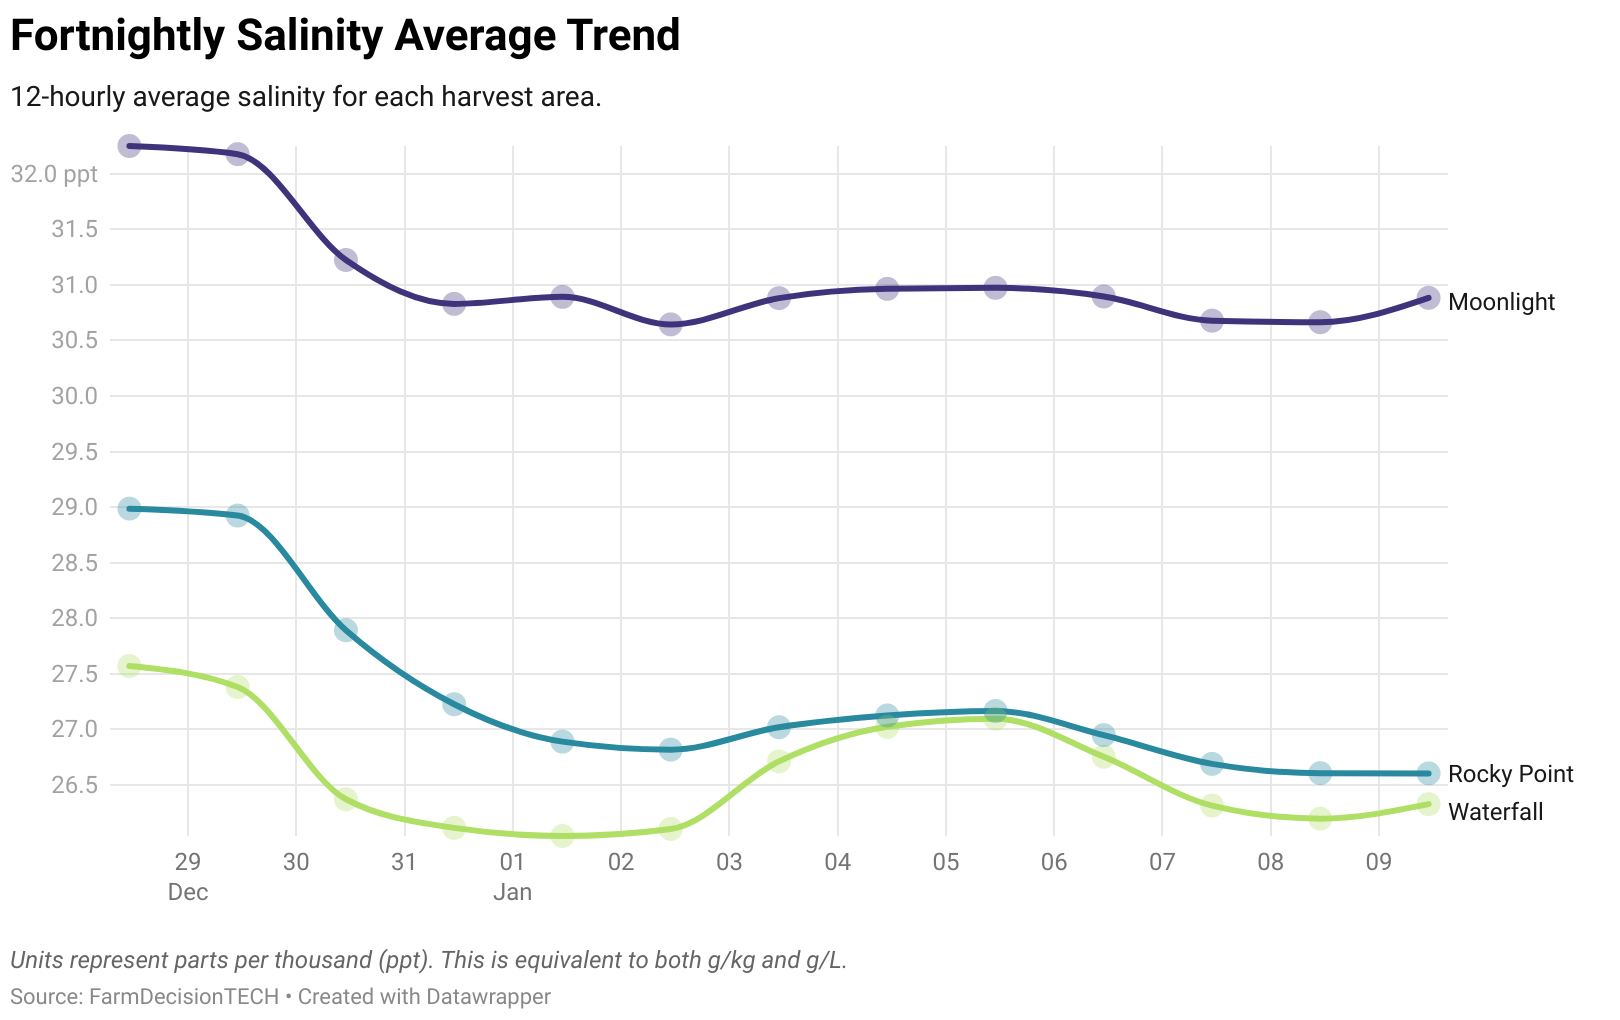 Fortnightly Salinity Average Trend
12-hourly average salinity for each harvest area.
32.0 ppt
31.5
31.0
30.5
30.0
29.5
29.0
28.5
28.0
27.5
27.0
26.5
Moonlight
Rocky Point
Waterfall
29 30 31 01 02 03 04 05 06 07 08 09
Dec Jan
Units represent parts per thousand (ppt). This is equivalent to both g/kg and g/L.
Source: FarmDecisionTECH • Created with Datawrapper